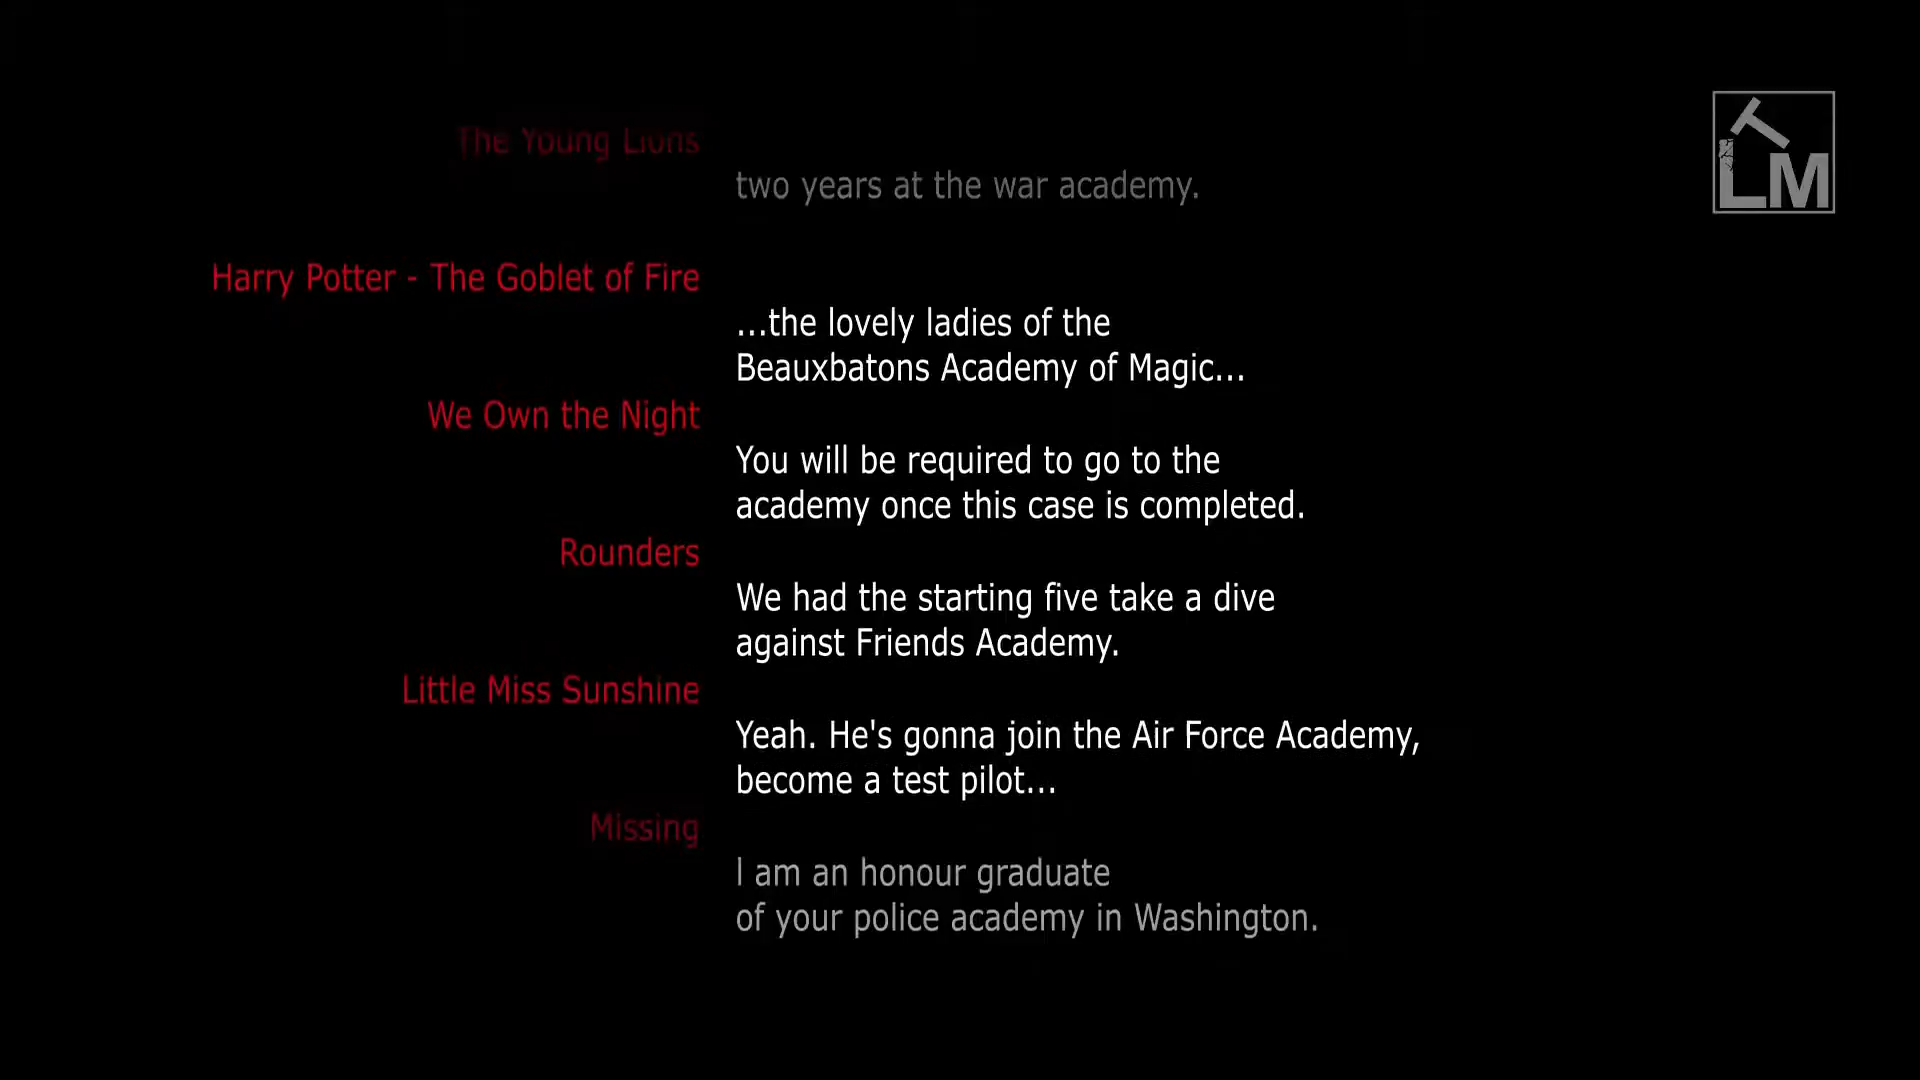 The Young Lions
two years at the war academy.
Harry Potter - The Goblet of Fire
...the lovely ladies of the
Beauxbatons Academy of Magic...
We Own the Night
You will be required to go to the
academy once this case is completed.
Rounders
We had the starting five take a dive
against Friends Academy.
Little Miss Sunshine
Yeah. He's gonna join the Air Force Academy,
become a test pilot...
Missing
I am an honour graduate
of your police academy in Washington.
TLM